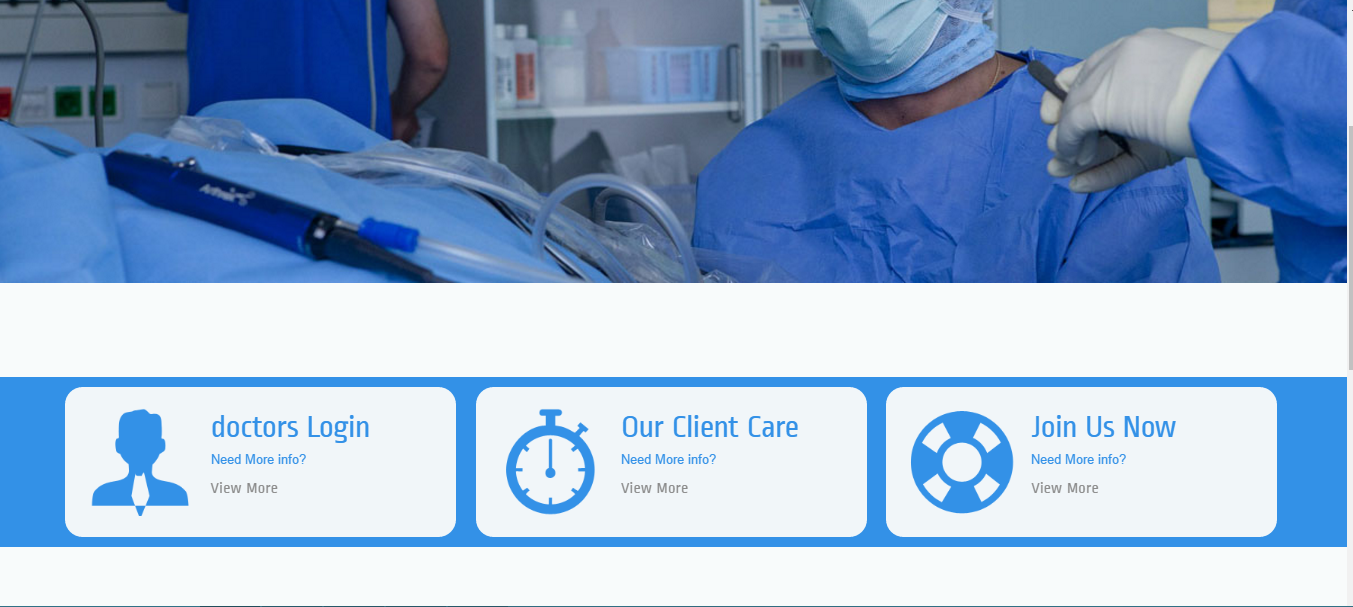 doctors Login
Need More info?
View More
Our Client Care
Need More info?
View More
Join Us Now
Need More info?
View More